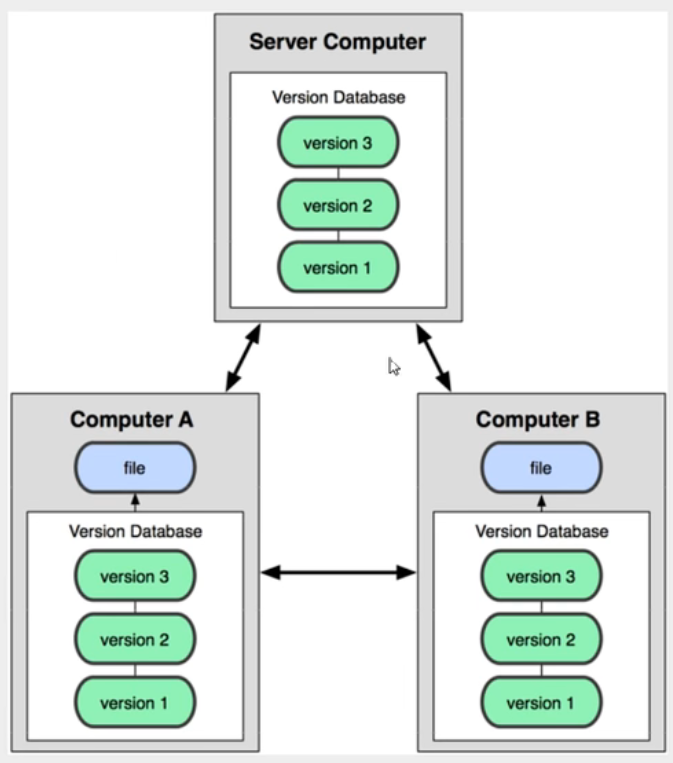 Server Computer
Version Database
version 3
version 2
version 1
Computer A
file
Version Database
version 3
version 2
version 1
Computer B
file
Version Database
version 3
version 2
version 1